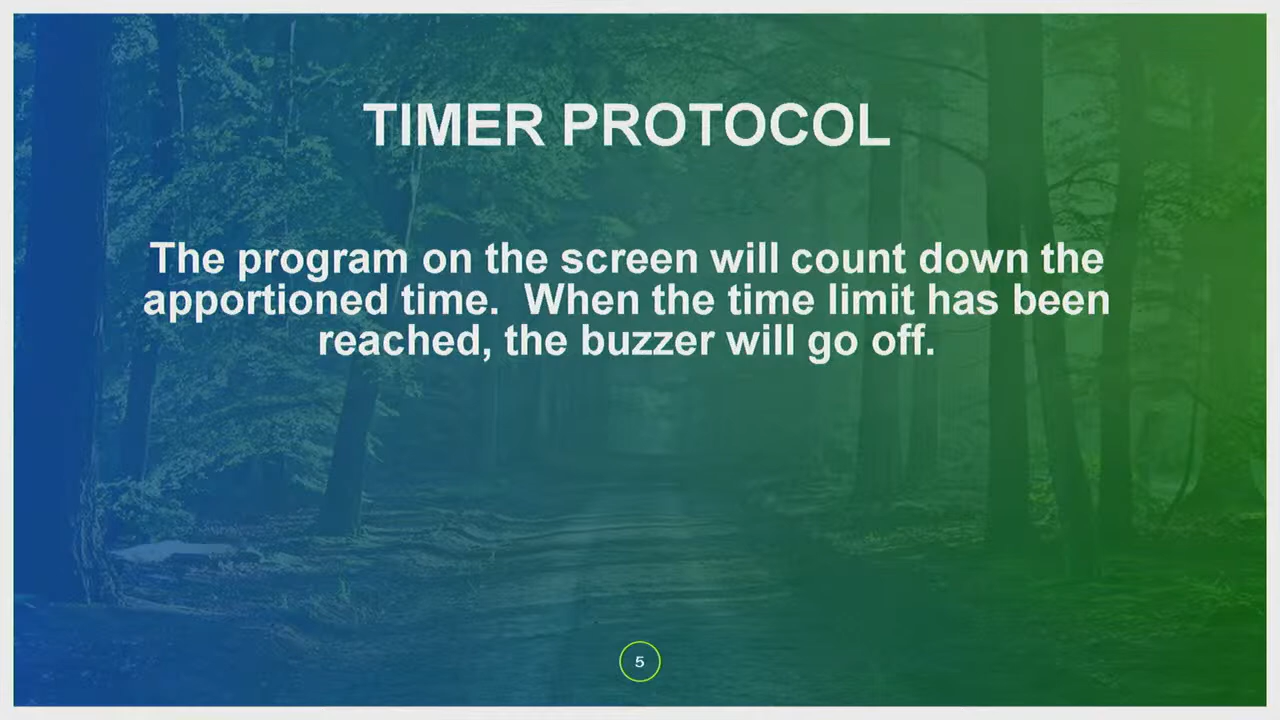 TIMER PROTOCOL
The program on the screen will count down the
apportioned time.  When the time limit has been
reached, the buzzer will go off.
5